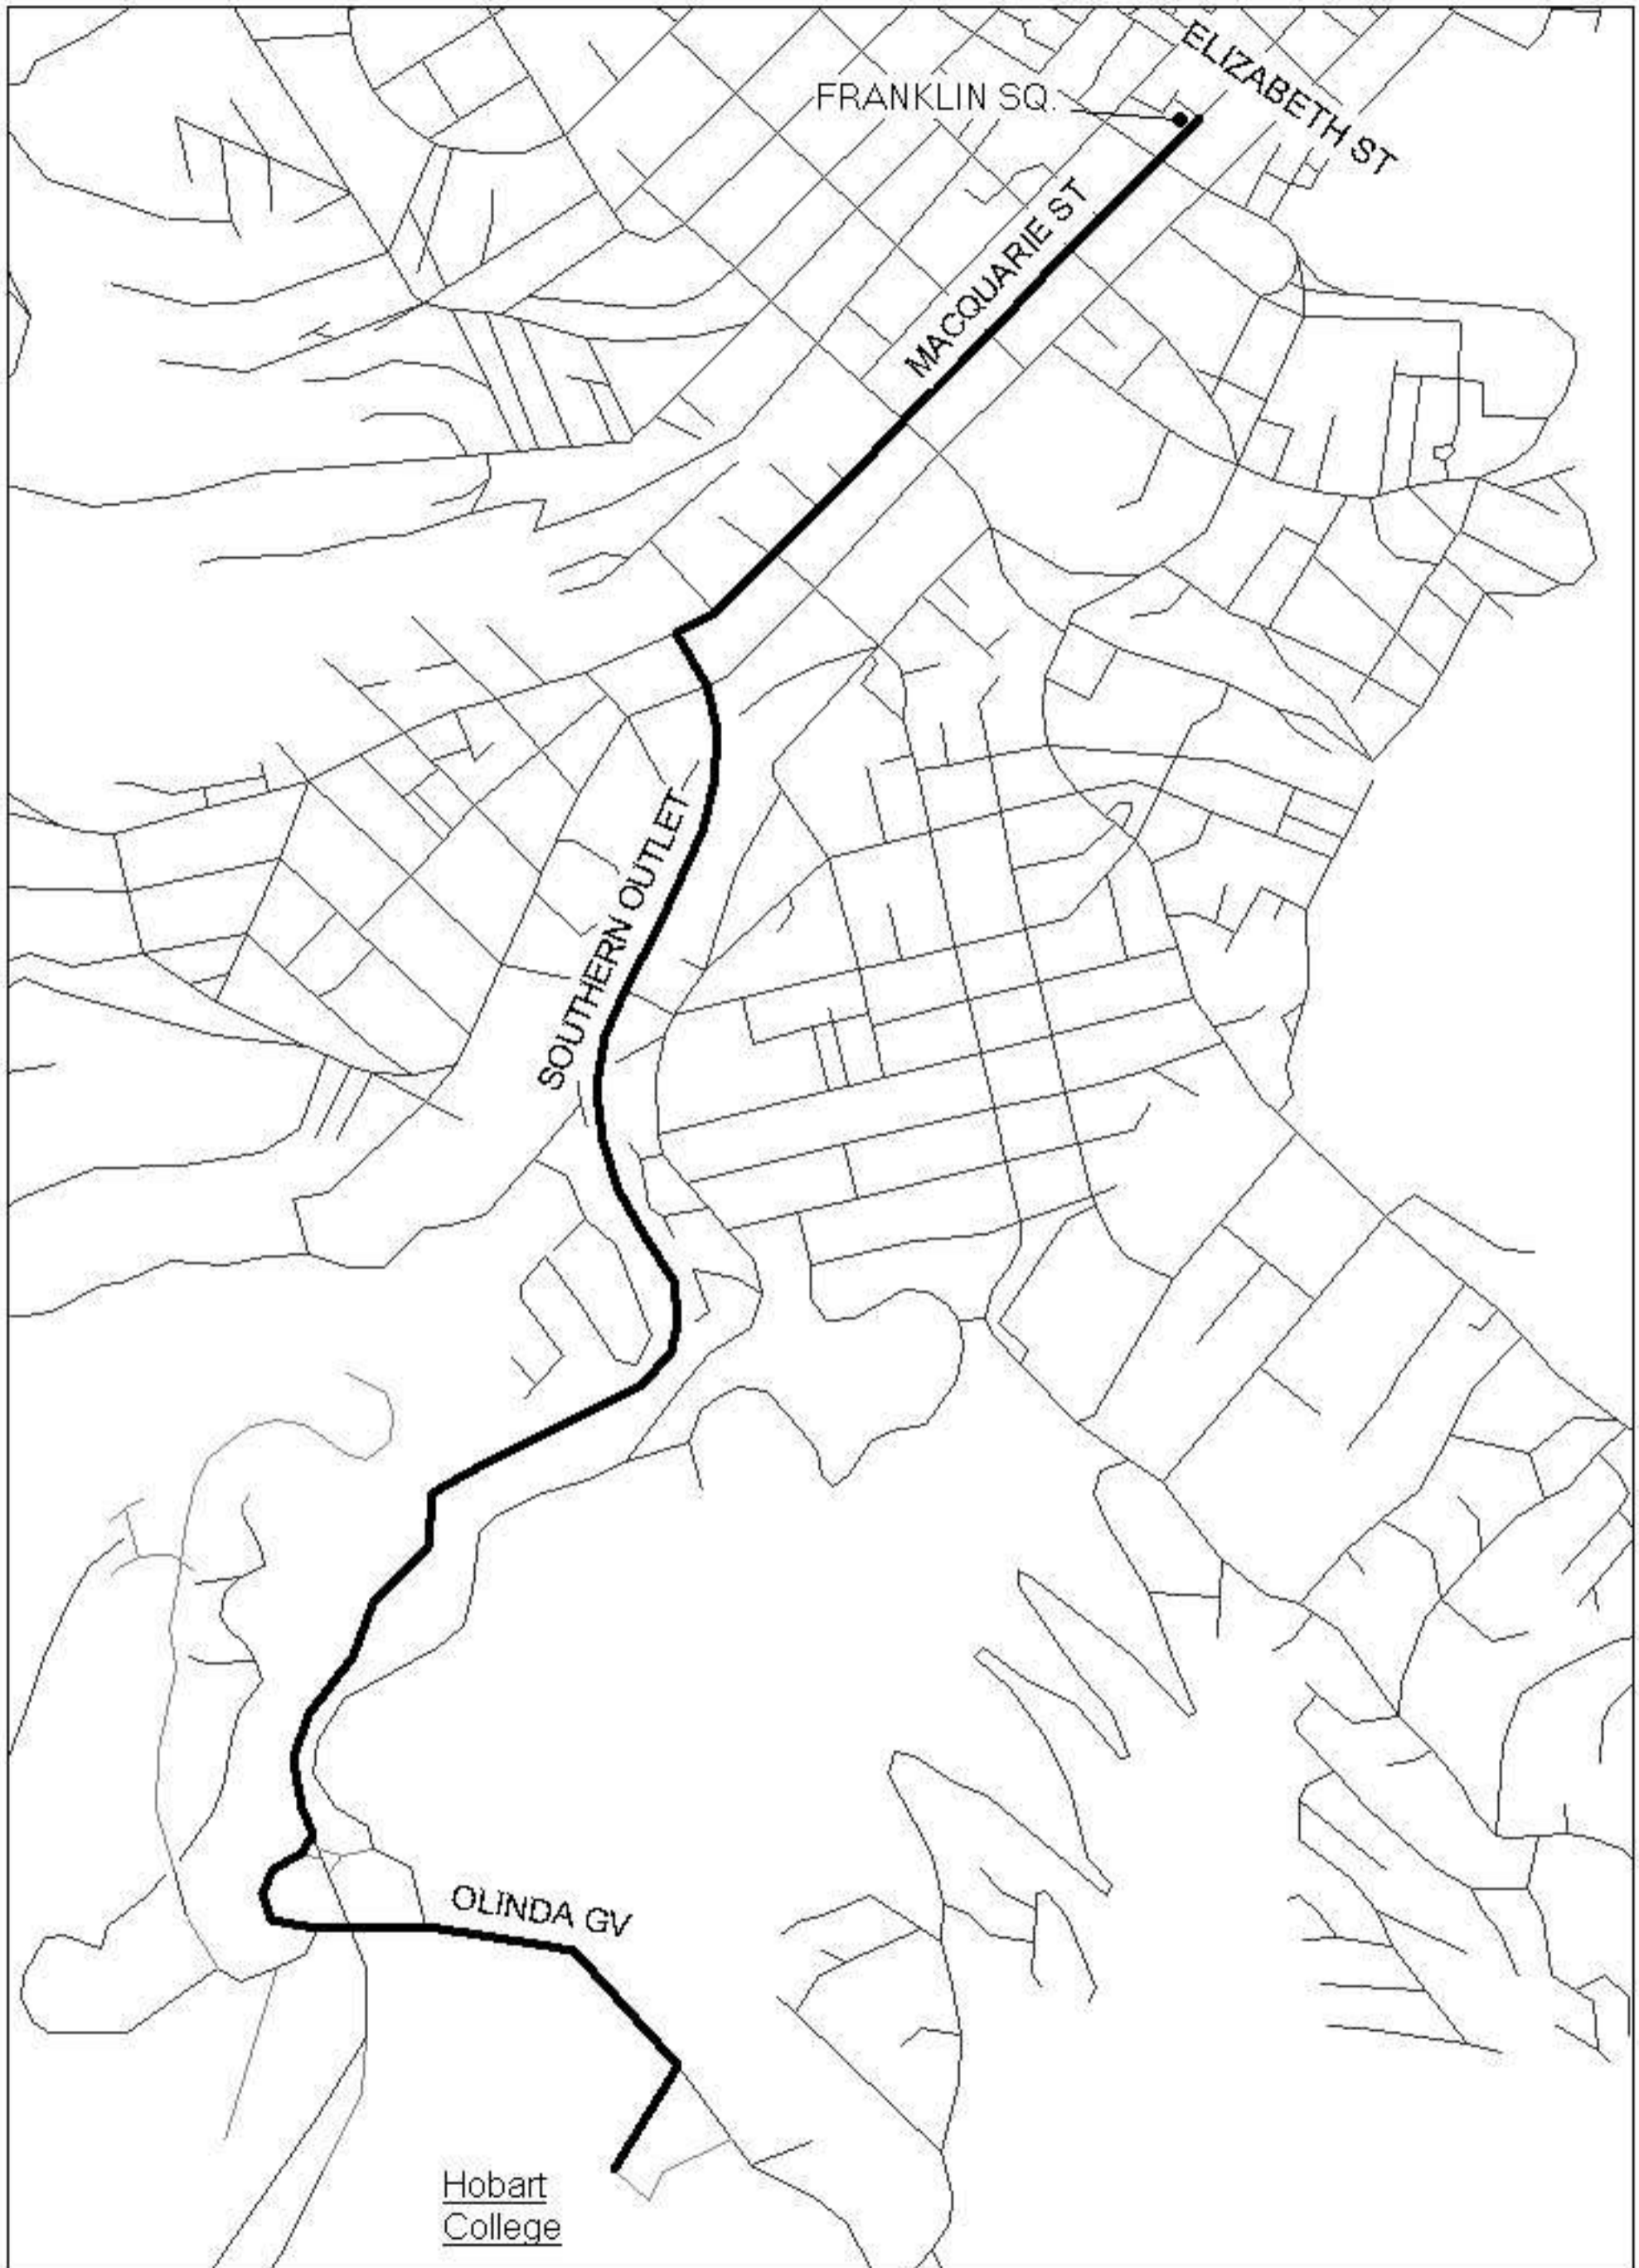 ELIZABETH ST
FRANKLIN SQ.
MACQUARIE ST
SOUTHERN OUTLET
OLINDA GV
Hobart
College